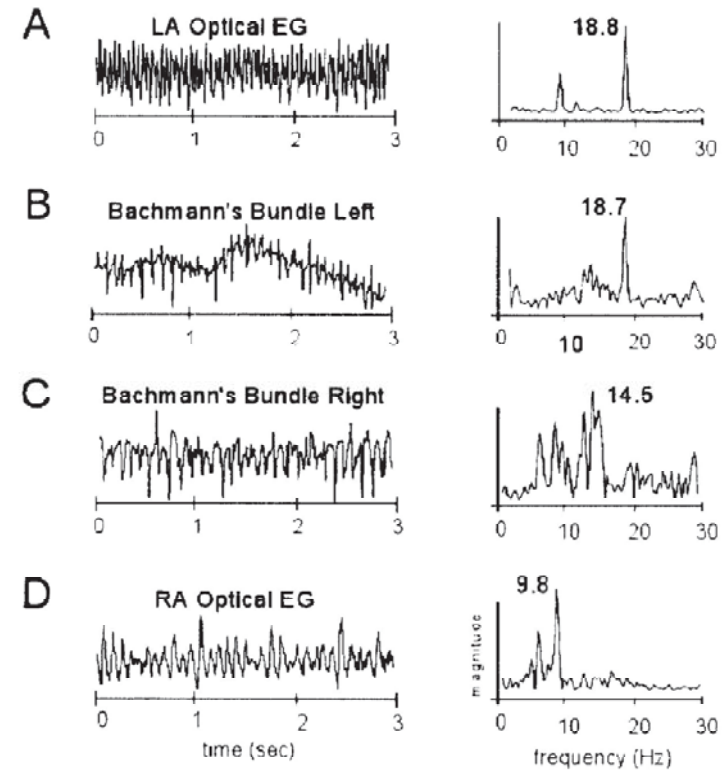 A
LA Optical EG
18.8
0 1 2 3
0 10 20 30
B
Bachmann's Bundle Left
18.7
0 1 2 3
0 10 20 30
C
Bachmann's Bundle Right
14.5
0 1 2 3
0 10 20 30
D
RA Optical EG
9.8
magnitude
0 1 2 3
0 10 20 30
time (sec)
frequency (Hz)